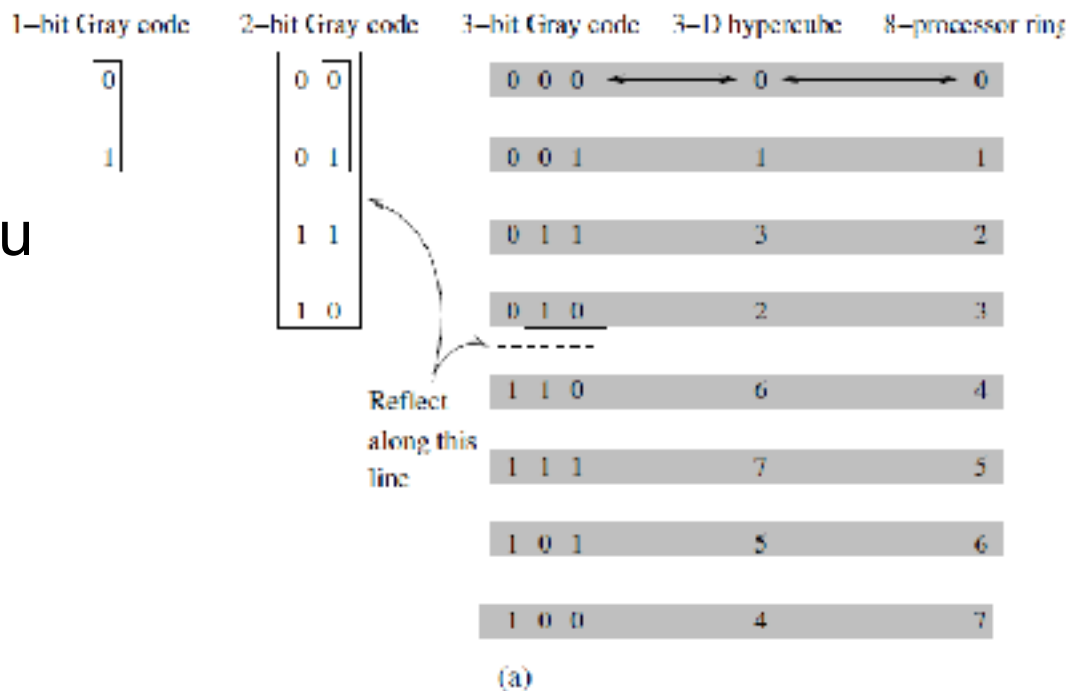 1-bit Gray code 2-bit Gray code 3-bit Gray code 3-D hypercube 8-processor ring
0 0 0 0 0 0 0 0
1 0 1 0 0 1 1 1
u 1 1 0 1 1 3 2
1 0 0 1 0 2 3
Reflect 1 1 0 6 4
along this
line 1 1 1 7 5
1 0 1 5 6
1 0 0 4 7
(a)